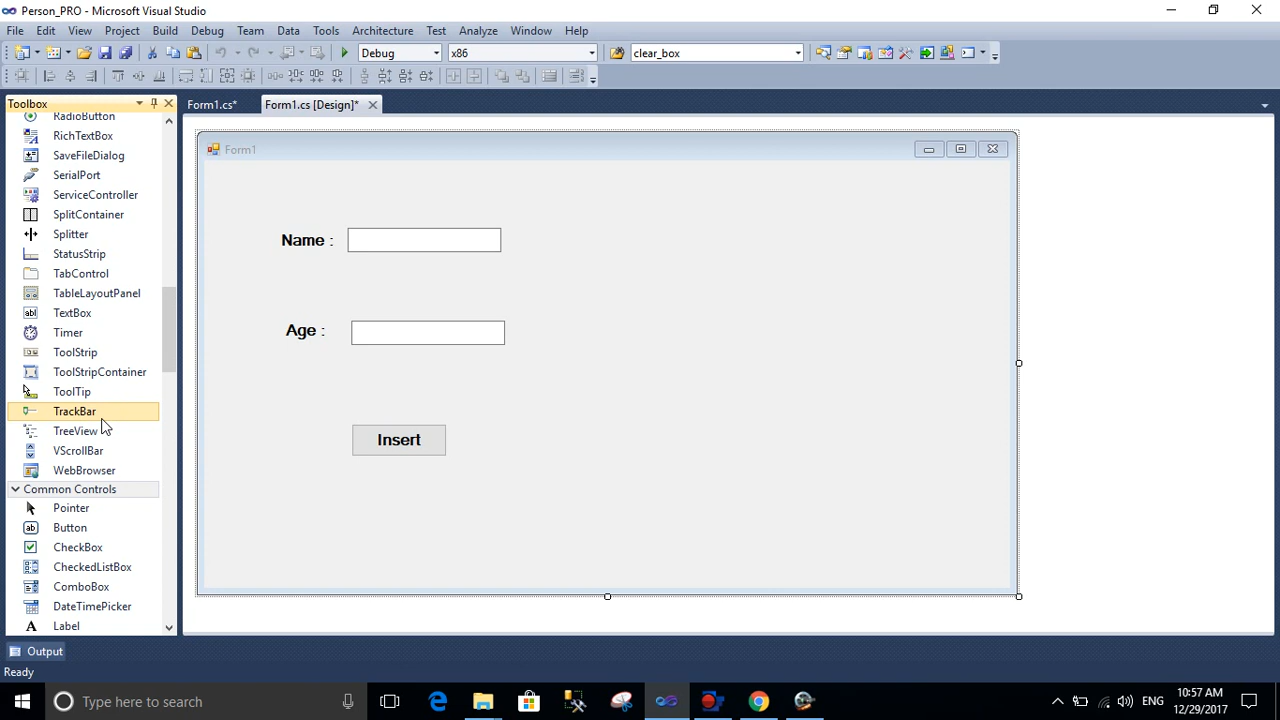 Person_PRO - Microsoft Visual Studio
File Edit View Project Build Debug Team Data Tools Architecture Test Analyze Window Help
Debug x86 clear_box
Toolbox
Form1.cs* Form1.cs [Design]*
RadioButton
RichTextBox
SaveFileDialog
SerialPort
ServiceController
SplitContainer
Splitter
StatusStrip
TabControl
TableLayoutPanel
TextBox
Timer
ToolStrip
ToolStripContainer
ToolTip
TrackBar
TreeView
VScrollBar
WebBrowser
Common Controls
Pointer
Button
CheckBox
CheckedListBox
ComboBox
DateTimePicker
Label
Form1
Name :
Age :
Insert
Output
Ready
Type here to search
ENG
10:57 AM
12/29/2017